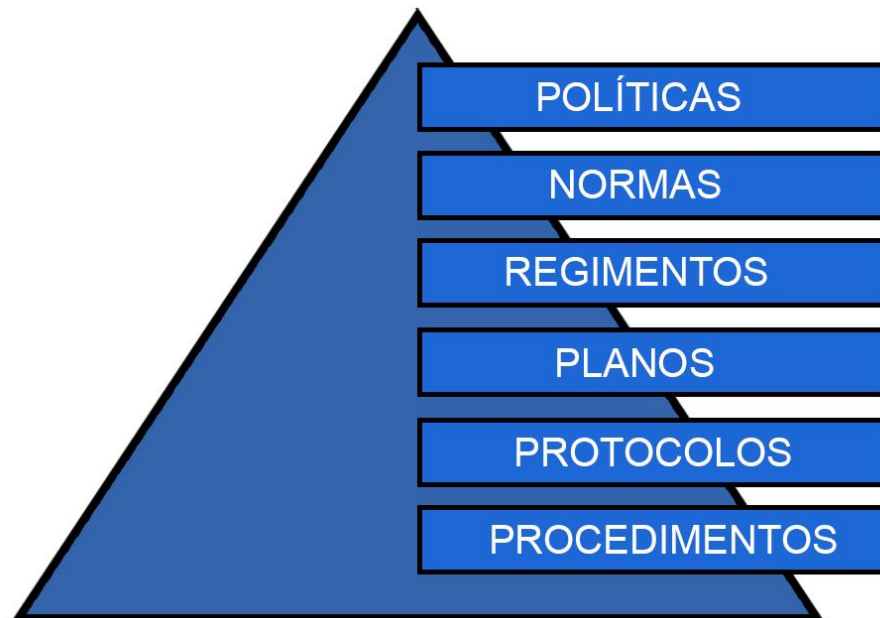 POLÍTICAS
NORMAS
REGIMENTOS
PLANOS
PROTOCOLOS
PROCEDIMENTOS